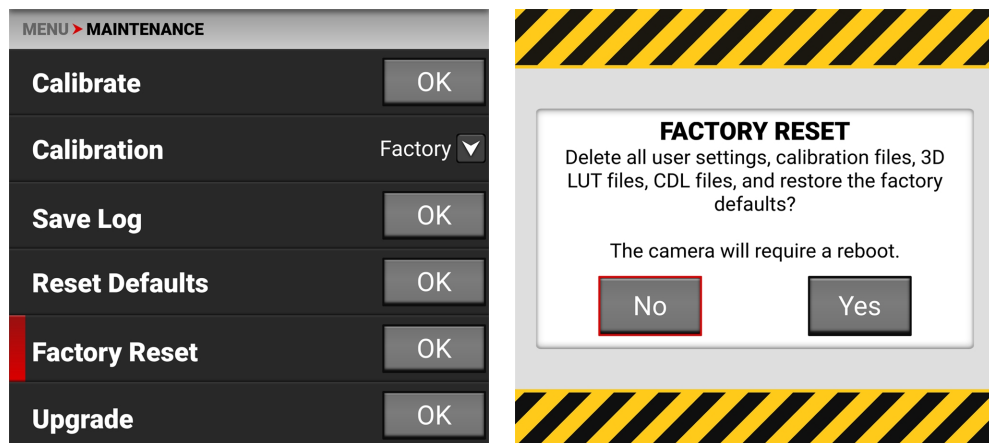 MENU ➤ MAINTENANCE
Calibrate OK
Calibration Factory
Save Log OK
Reset Defaults OK
Factory Reset OK
Upgrade OK
FACTORY RESET
Delete all user settings, calibration files, 3D
LUT files, CDL files, and restore the factory
defaults?
The camera will require a reboot.
No Yes